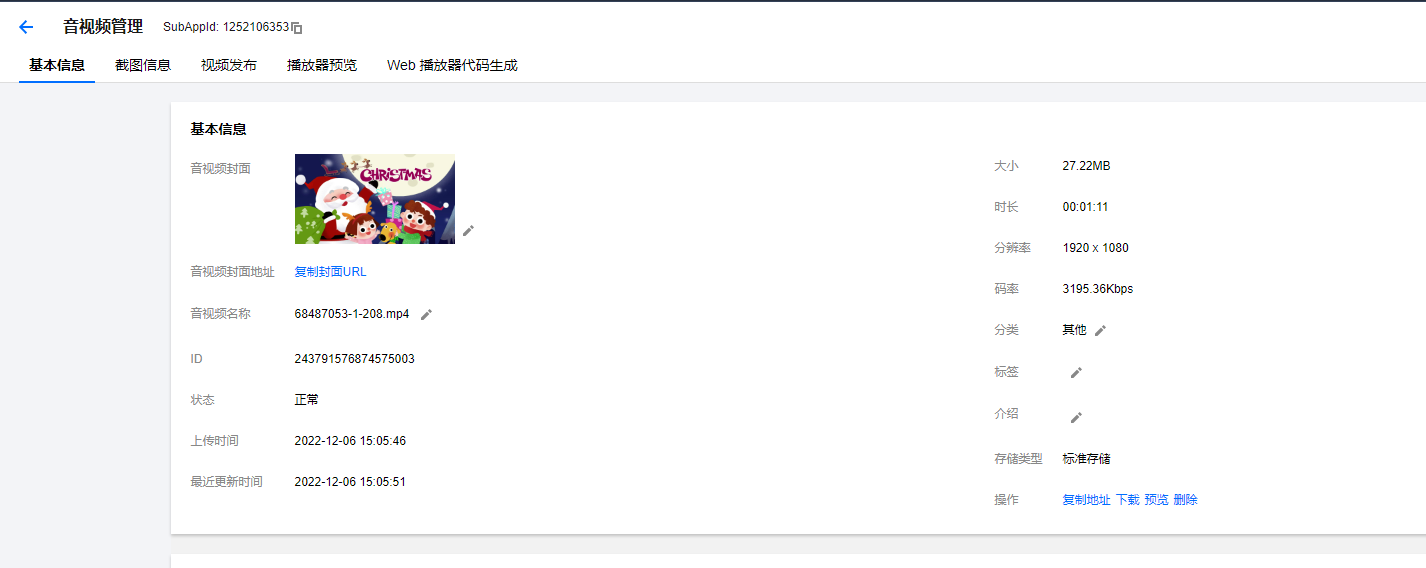 音视频管理 SubAppId: 1252106353
基本信息 截图信息 视频发布 播放器预览 Web 播放器代码生成
基本信息
音视频封面
CHRISTMAS
音视频封面地址 复制封面URL
音视频名称 68487053-1-208.mp4
ID 243791576874575003
状态 正常
上传时间 2022-12-06 15:05:46
最近更新时间 2022-12-06 15:05:51
大小 27.22MB
时长 00:01:11
分辨率 1920 x 1080
码率 3195.36Kbps
分类 其他
标签
介绍
存储类型 标准存储
操作 复制地址 下载 预览 删除